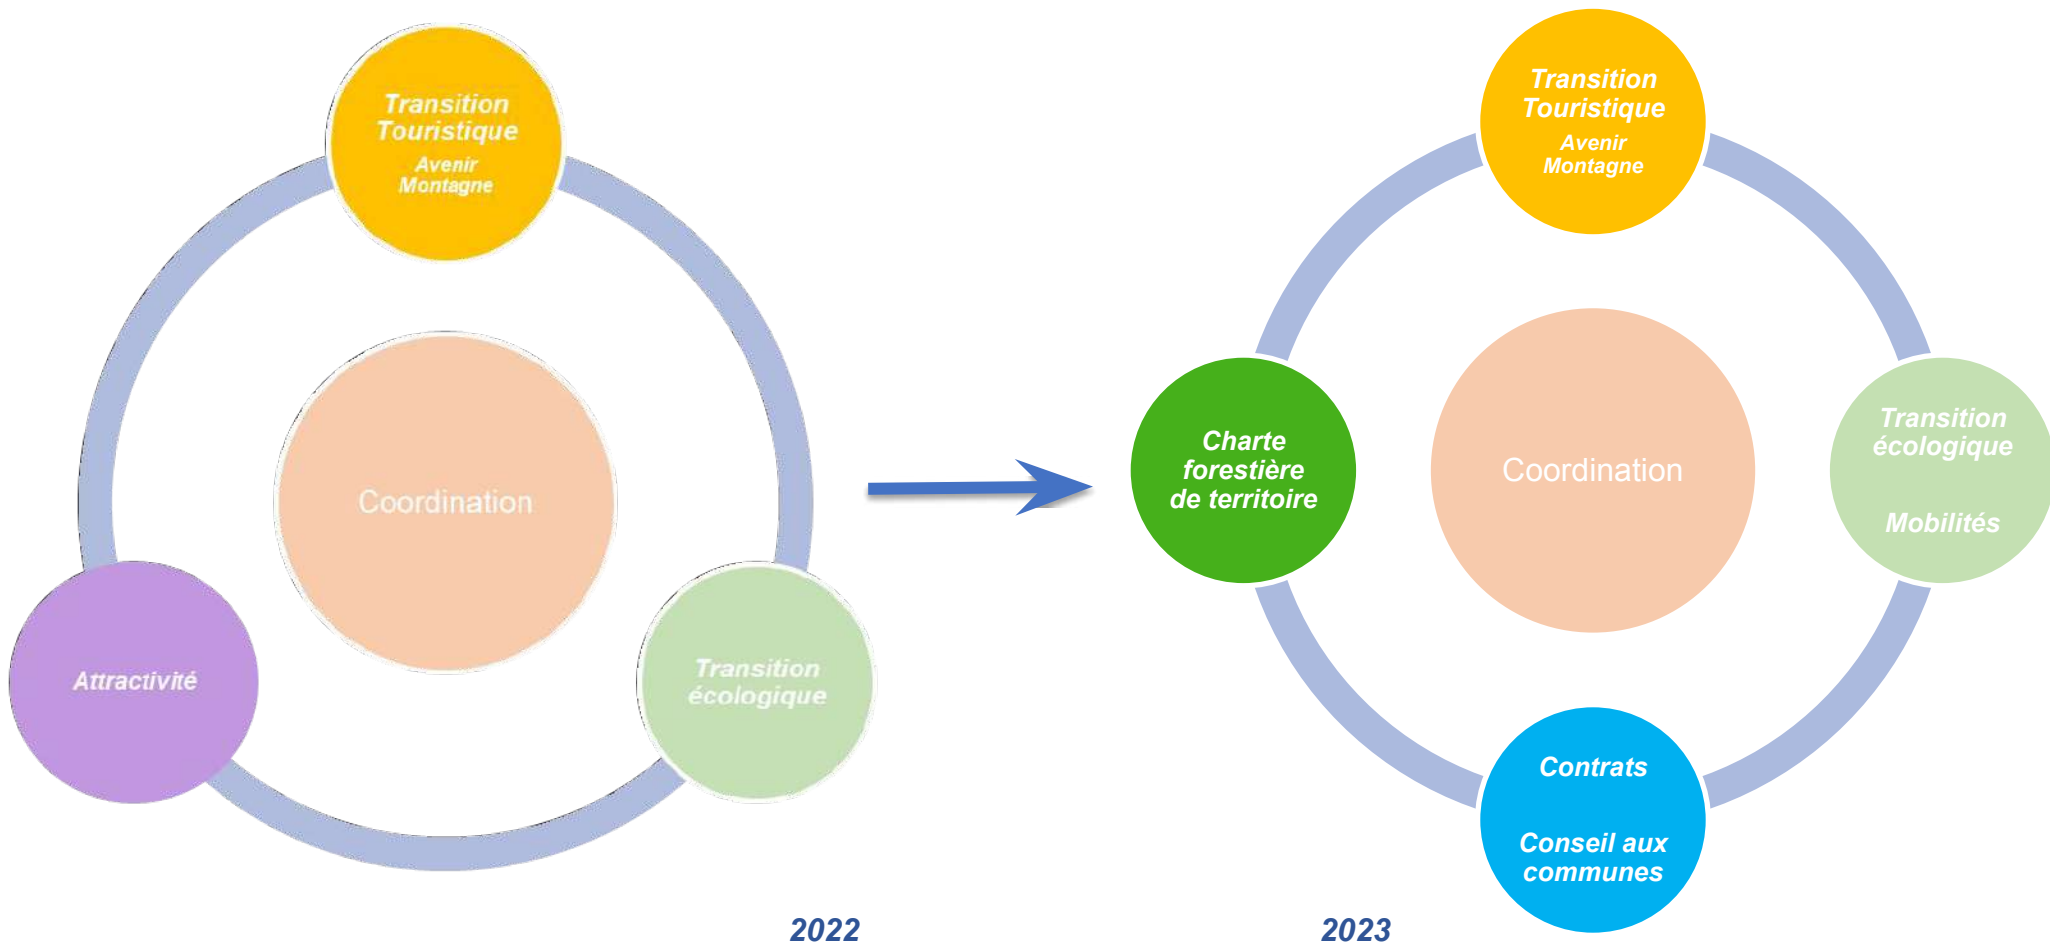 Transition
Touristique
Avenir
Montagne
Coordination
Attractivité
Transition
écologique
2022
Transition
Touristique
Avenir
Montagne
Charte
forestière
de territoire
Coordination
Transition
écologique
Mobilités
Contrats
Conseil aux
communes
2023